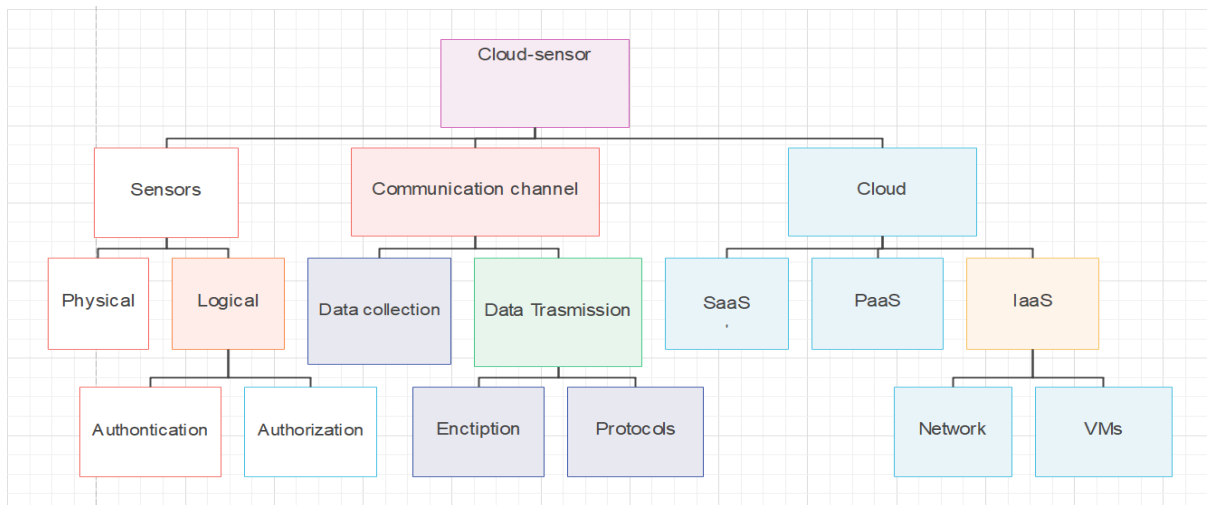 Cloud-sensor
Sensors
Communication channel
Cloud
Physical
Logical
Data collection
Data Trasmission
SaaS
PaaS
IaaS
Authontication
Authorization
Enctiption
Protocols
Network
VMs